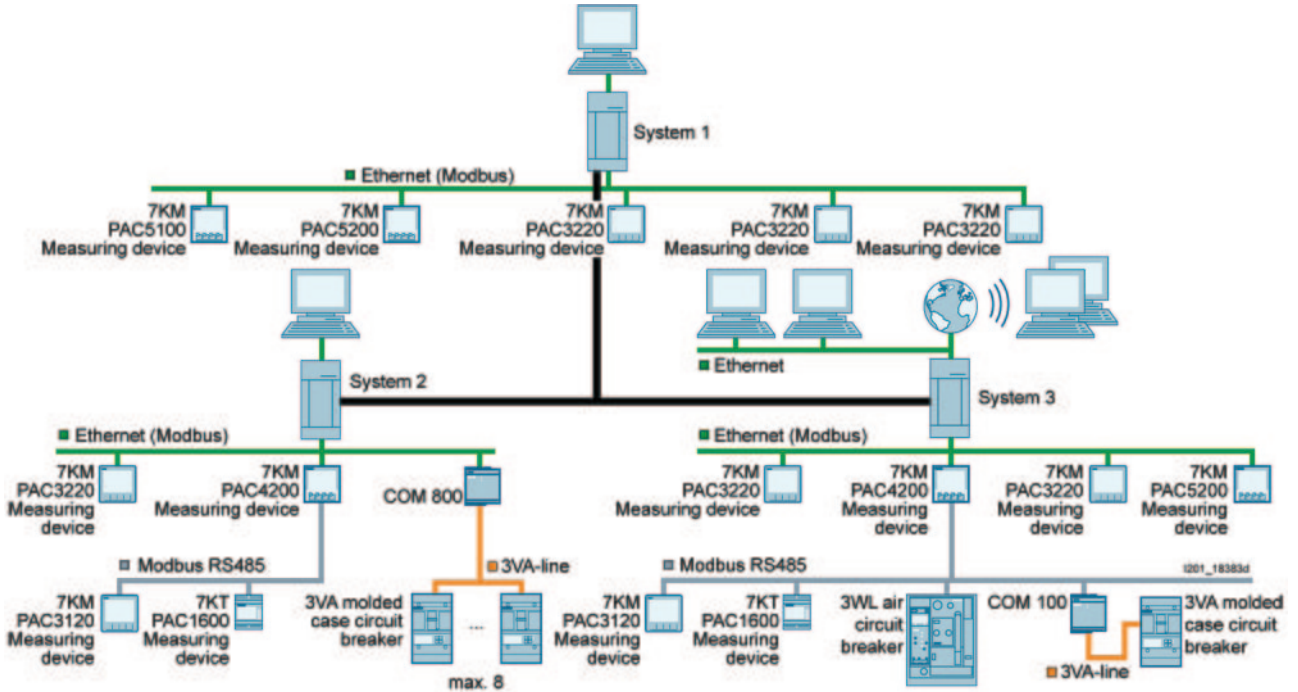 System 1
Ethernet (Modbus)
7KM
PAC5100
Measuring device
7KM
PAC5200
Measuring device
7KM
PAC3220
Measuring device
7KM
PAC3220
Measuring device
7KM
PAC3220
Measuring device
System 2
Ethernet
System 3
Ethernet (Modbus)
7KM
PAC3220
Measuring
device
7KM
PAC4200
Measuring device
COM 800
Ethernet (Modbus)
7KM
PAC3220
Measuring device
7KM
PAC4200
Measuring
device
7KM
PAC3220
Measuring
device
7KM
PAC5200
Measuring
device
Modbus RS485
7KM
PAC3120
Measuring
device
7KT
PAC1600
Measuring
device
3VA-line
3VA molded
case circuit
breaker
...
max. 8
Modbus RS485
I201_18383d
7KM
PAC3120
Measuring
device
7KT
PAC1600
Measuring
device
3WL air
circuit
breaker
COM 100
3VA molded
case circuit
breaker
3VA-line